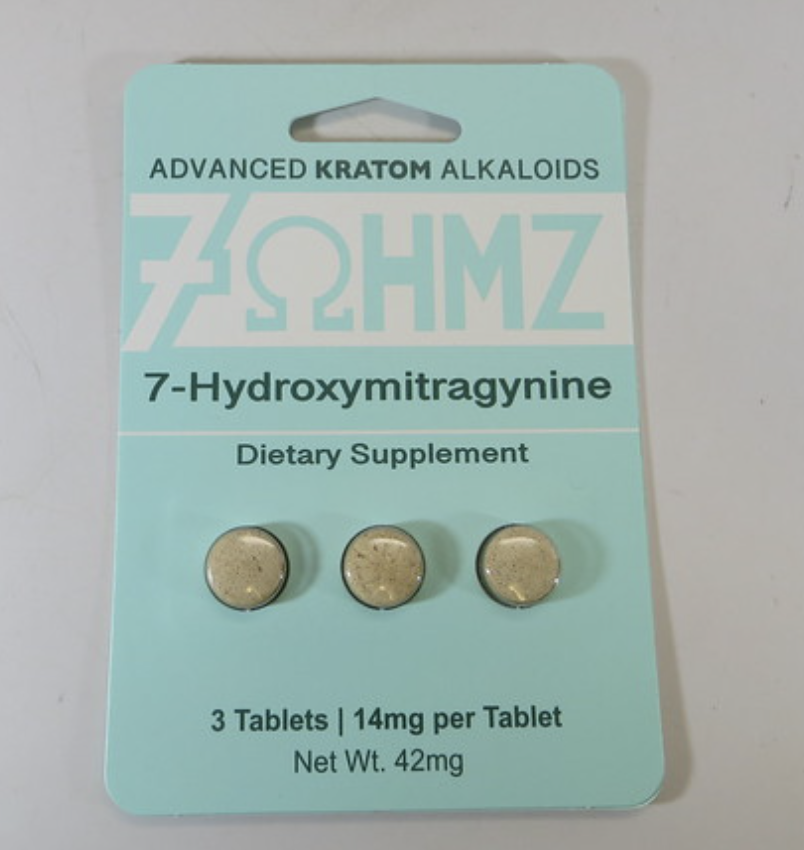 ADVANCED KRATOM ALKALOIDS
7ΩHMZ
7-Hydroxymitragynine
Dietary Supplement
3 Tablets | 14mg per Tablet
Net Wt. 42mg